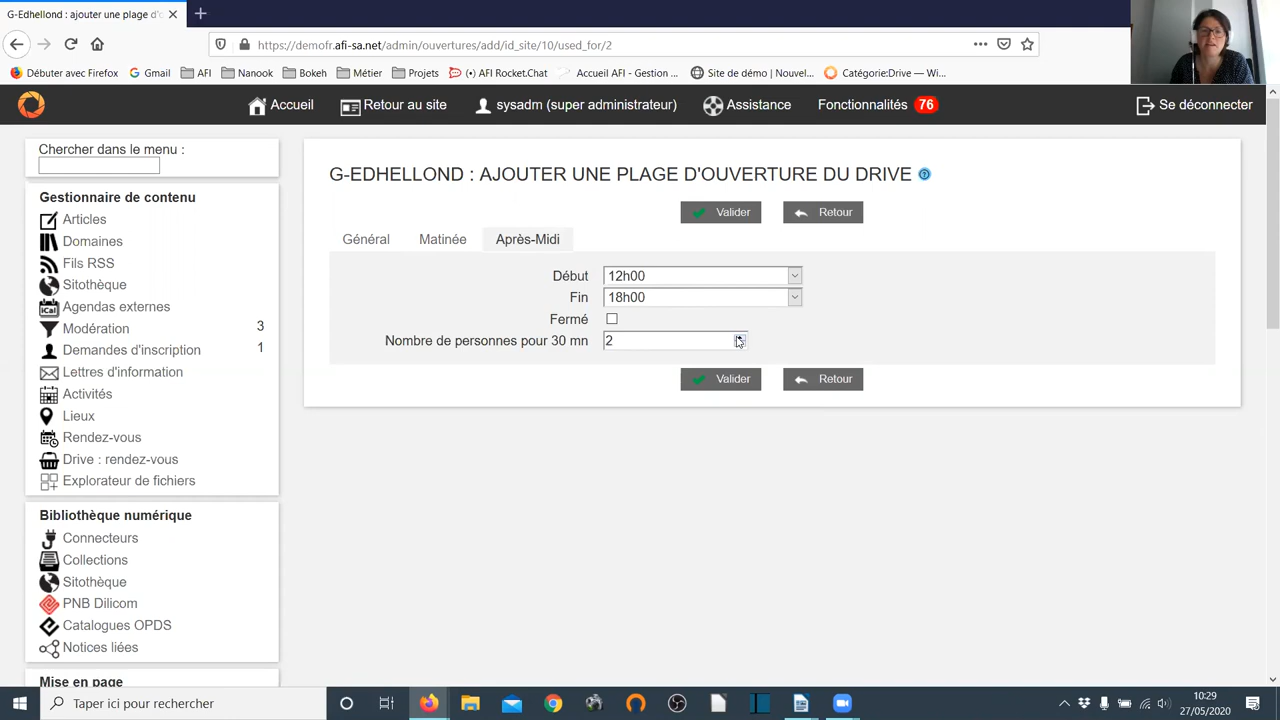 G-Edhellond : ajouter une plage d'o
https://demofr.afi-sa.net/admin/ouvertures/add/id_site/10/used_for/2
Débuter avec Firefox
Gmail
AFI
Nanook
Bokeh
Métier
Projets
(•) AFI Rocket.Chat
Accueil AFI - Gestion ...
Site de démo | Nouvel...
Catégorie:Drive — Wi...
Accueil
Retour au site
sysadm (super administrateur)
Assistance
Fonctionnalités 76
Se déconnecter
Chercher dans le menu :
Gestionnaire de contenu
Articles
Domaines
Fils RSS
Sitothèque
iCal Agendas externes
Modération 3
Demandes d'inscription 1
Lettres d'information
Activités
Lieux
Rendez-vous
Drive : rendez-vous
Explorateur de fichiers
Bibliothèque numérique
Connecteurs
Collections
Sitothèque
PNB Dilicom
Catalogues OPDS
Notices liées
Mise en page
G-EDHELLOND : AJOUTER UNE PLAGE D'OUVERTURE DU DRIVE
Valider
Retour
Général
Matinée
Après-Midi
Début 12h00
Fin 18h00
Fermé
Nombre de personnes pour 30 mn 2
Valider
Retour
Taper ici pour rechercher
10:29
27/05/2020